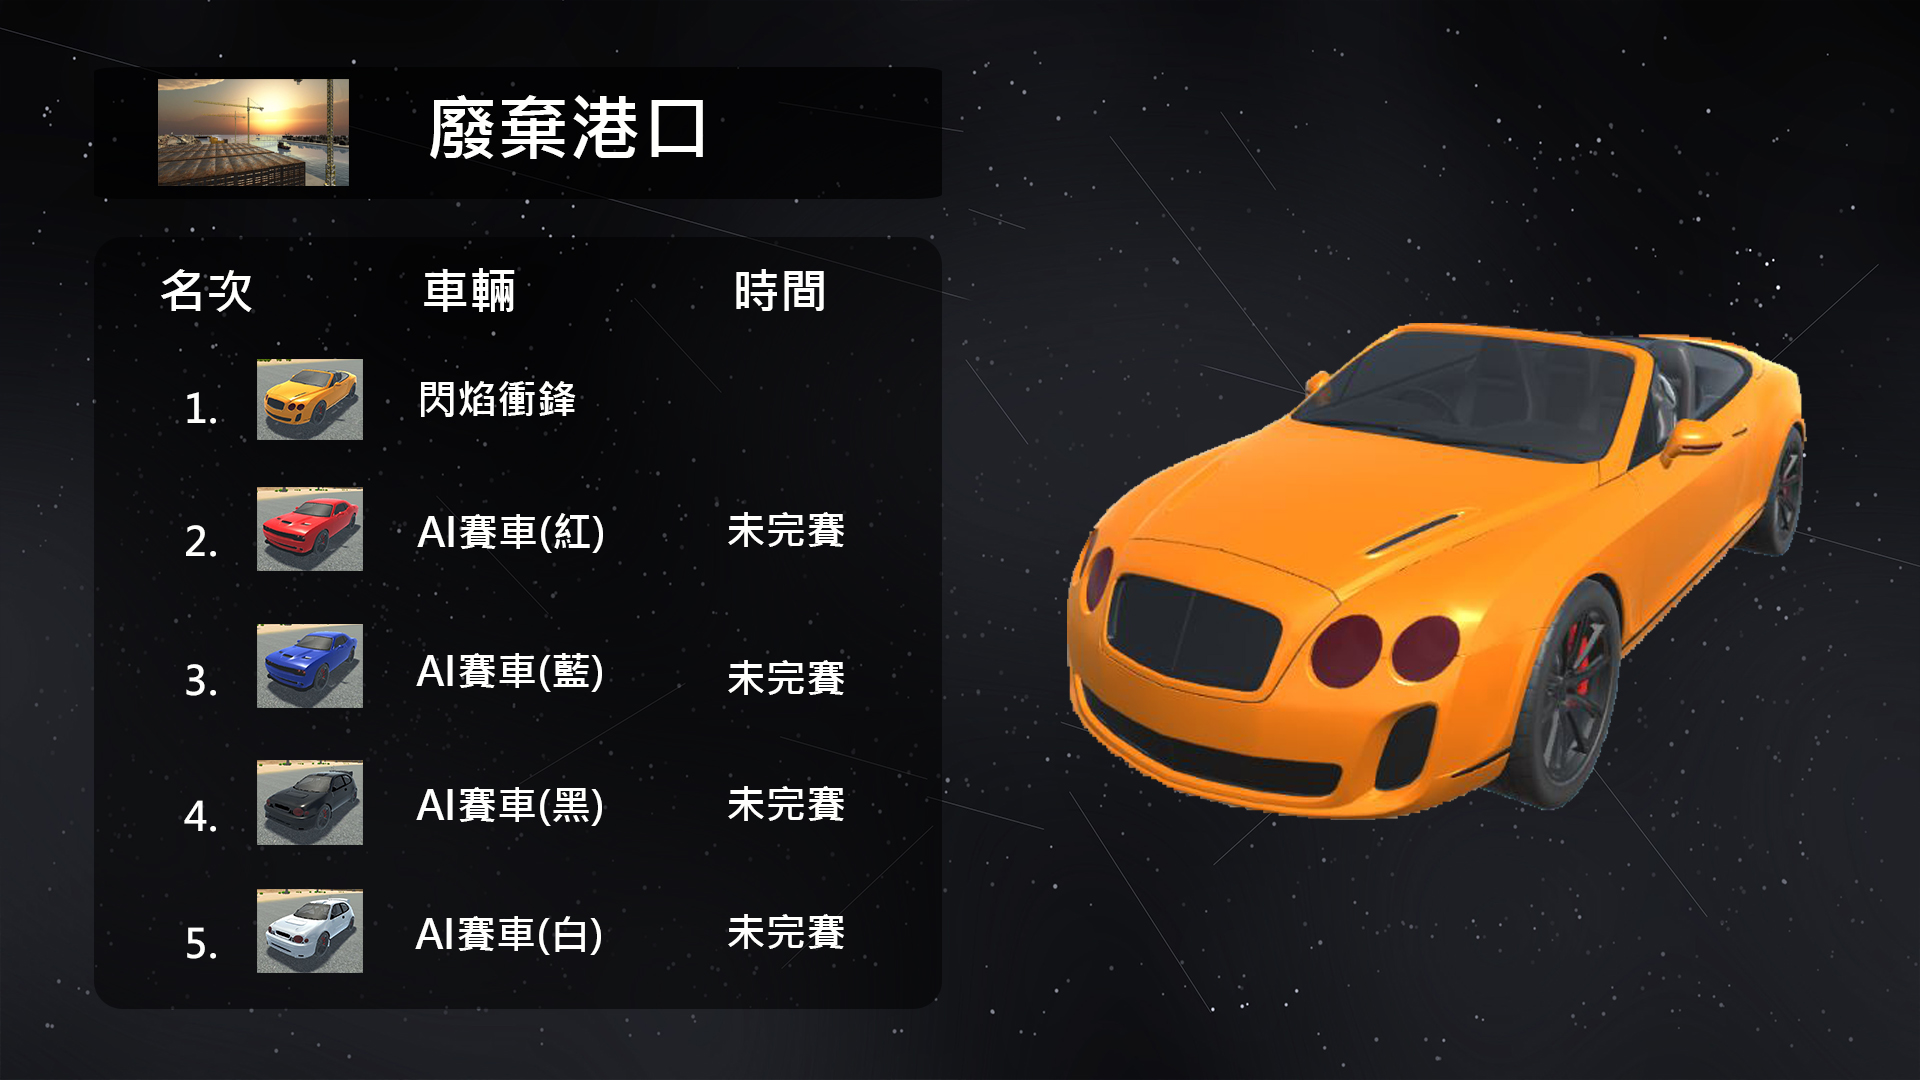 廢棄港口
名次 車輛 時間
1. 閃焰衝鋒
2. AI賽車(紅) 未完賽
3. AI賽車(藍) 未完賽
4. AI賽車(黑) 未完賽
5. AI賽車(白) 未完賽